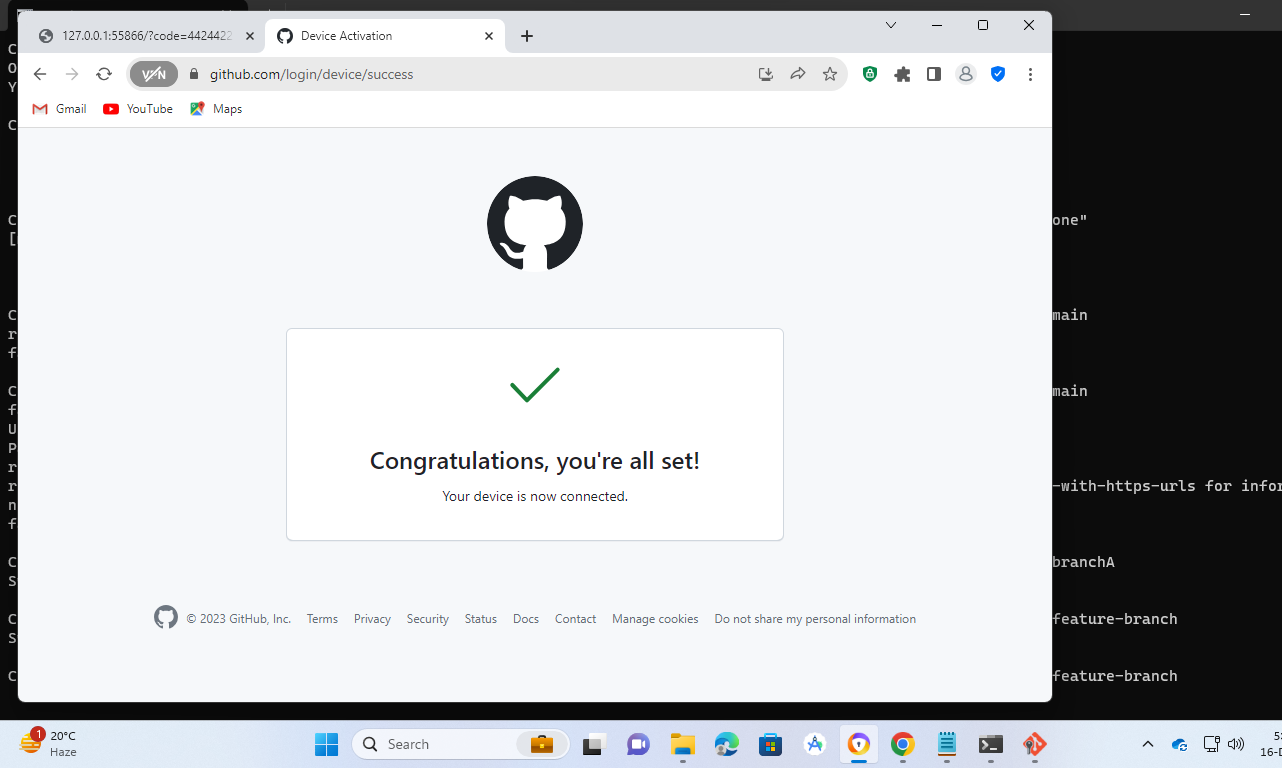 127.0.0.1:55866/?code=4424422
Device Activation
VPN
github.com/login/device/success
Gmail YouTube Maps
one"
main
main
Congratulations, you're all set!
Your device is now connected.
-with-https-urls for infor
branchA
feature-branch
feature-branch
© 2023 GitHub, Inc. Terms Privacy Security Status Docs Contact Manage cookies Do not share my personal information
1
20°C
Haze
Search
16-D